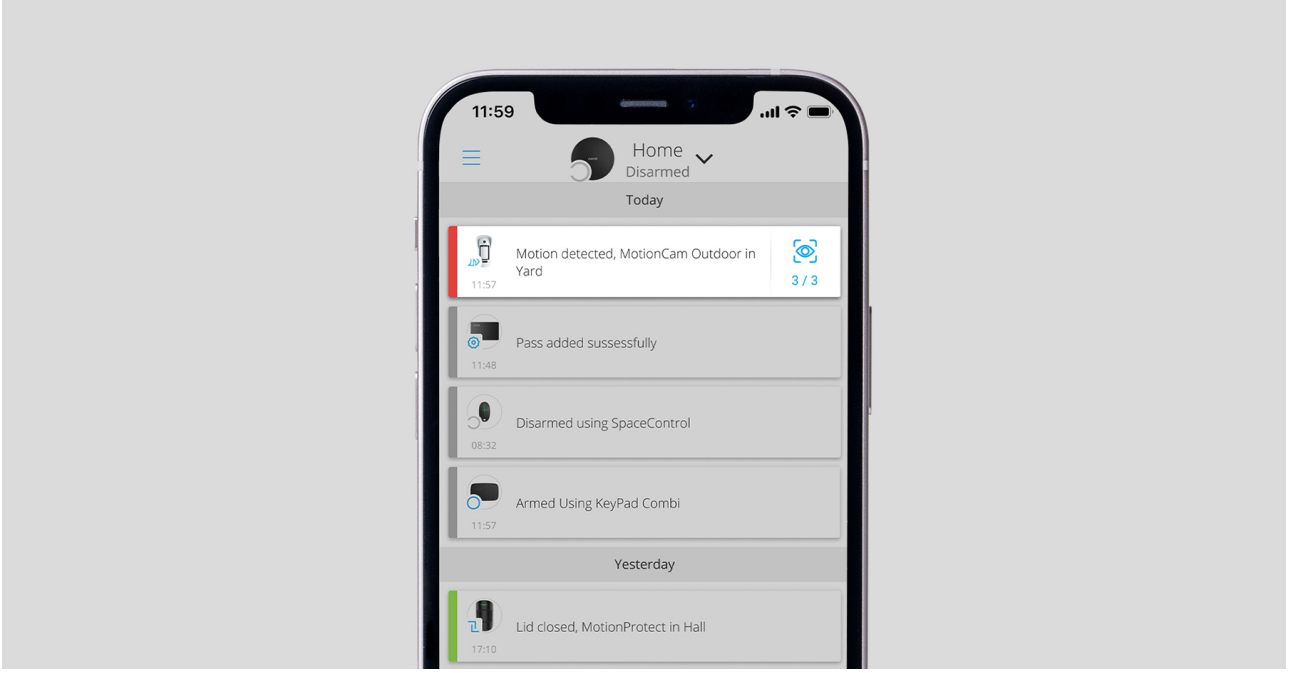 11:59
Home
Disarmed
Today
Motion detected, MotionCam Outdoor in
Yard
11:57
3 / 3
Pass added sussessfully
11:48
Disarmed using SpaceControl
08:32
Armed Using KeyPad Combi
11:57
Yesterday
Lid closed, MotionProtect in Hall
17:10